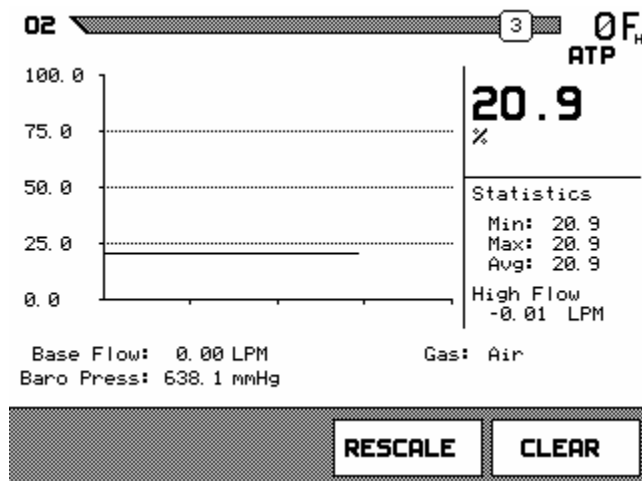 O2
3
0F H
ATP
100.0
75.0
50.0
25.0
0.0
20.9
%
Statistics
Min: 20.9
Max: 20.9
Avg: 20.9
High Flow
-0.01 LPM
Base Flow: 0.00 LPM
Gas: Air
Baro Press: 638.1 mmHg
RESCALE
CLEAR